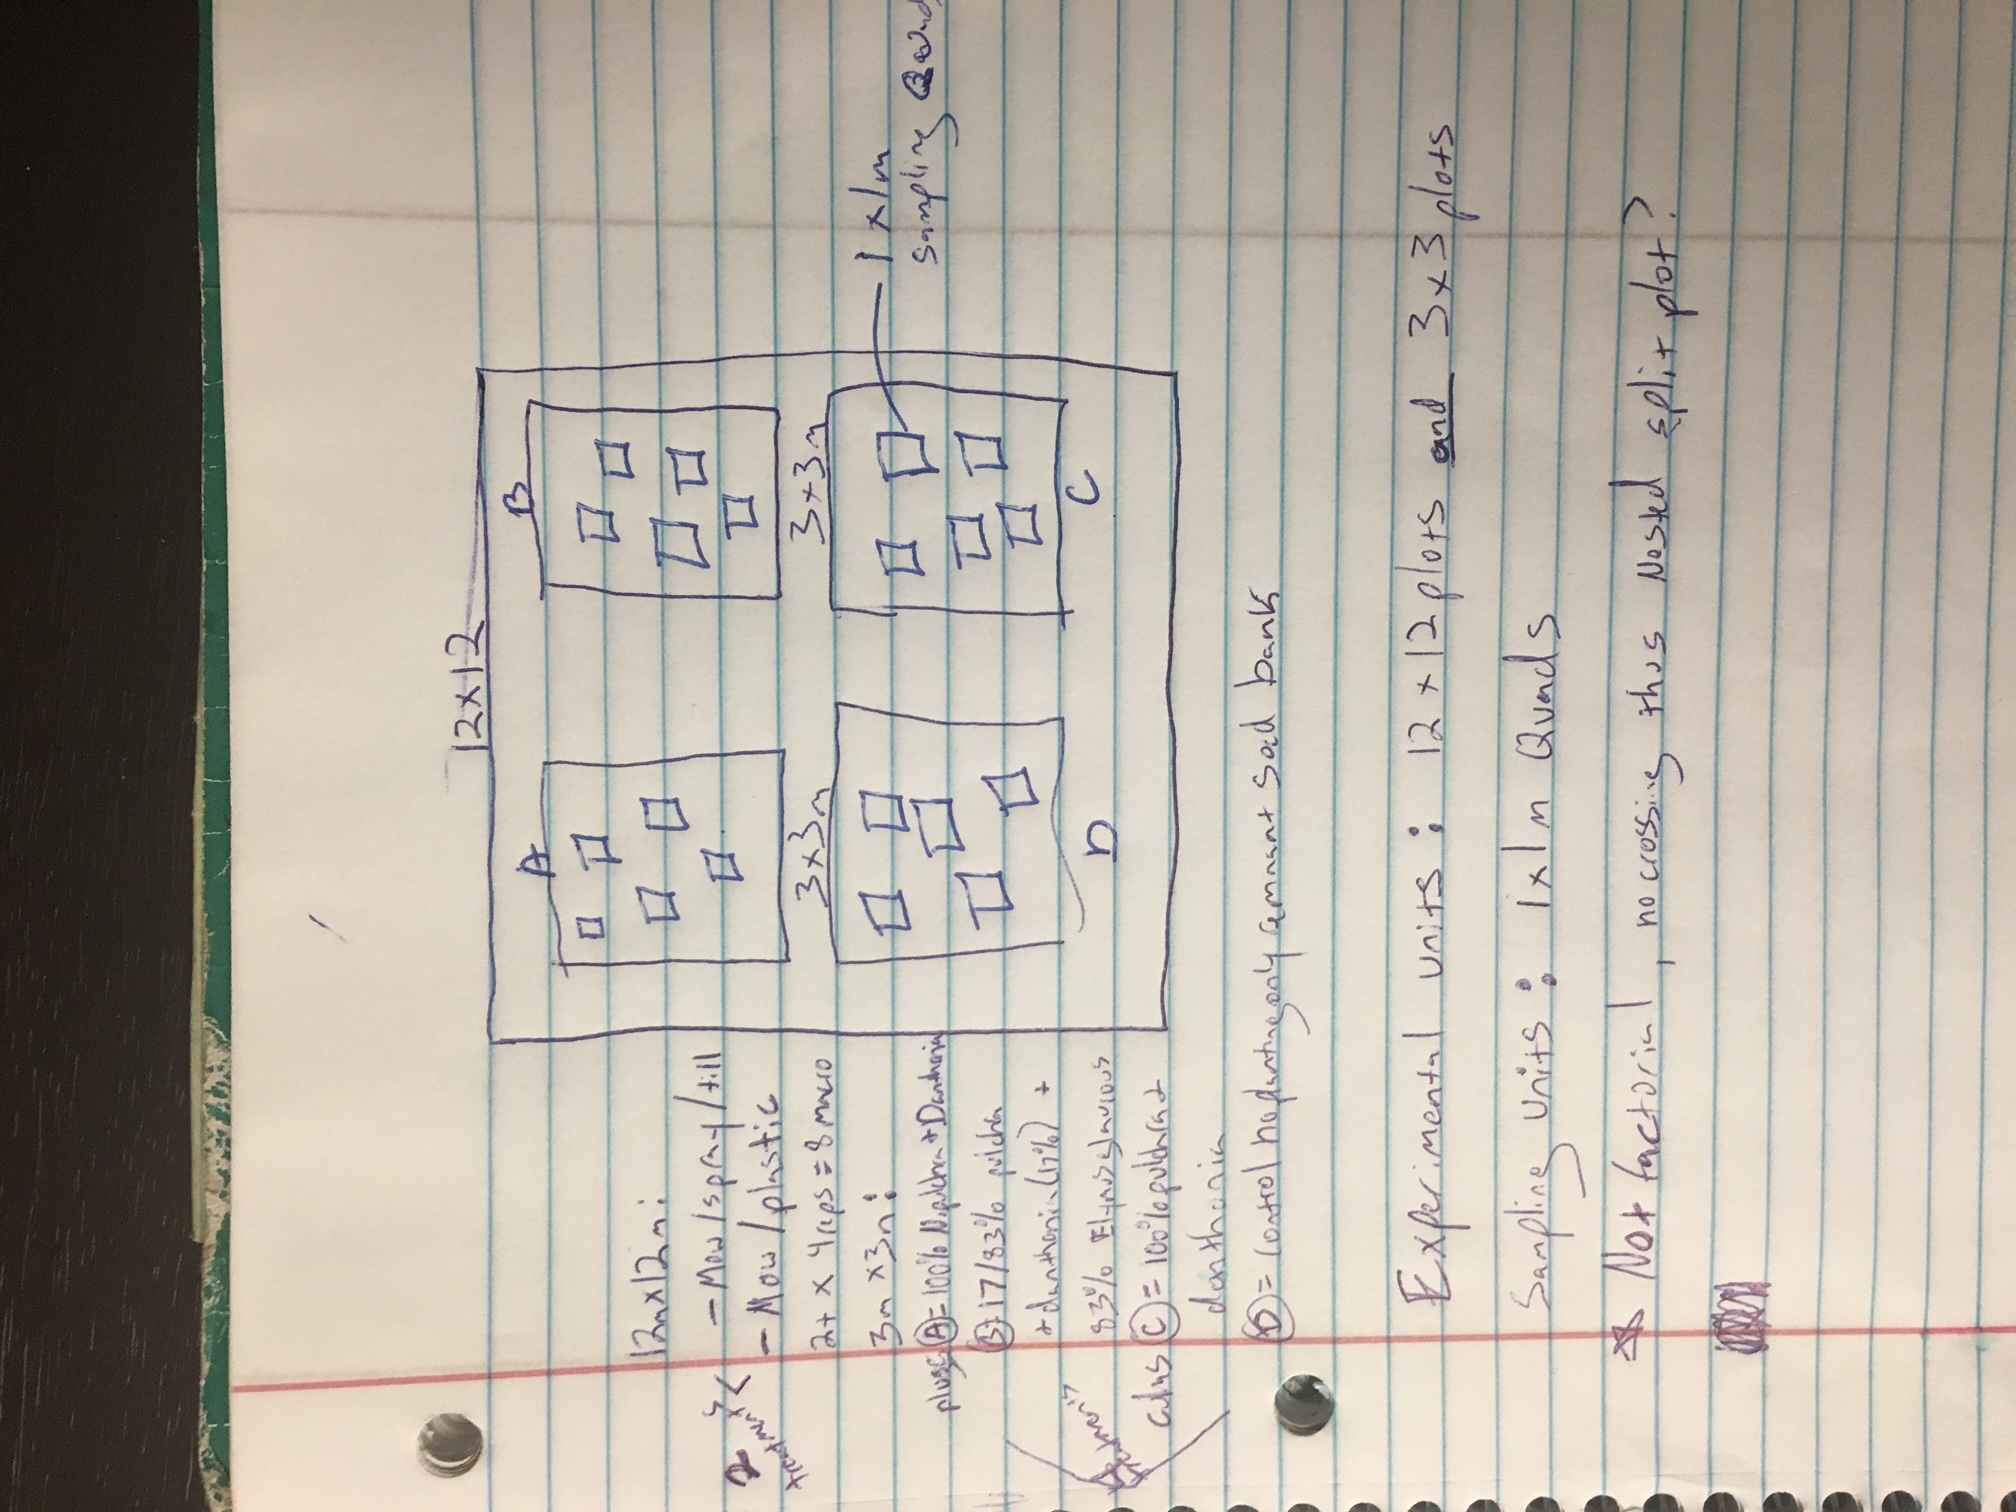 12x12
A
B
3x3m
3x3m
D
C
1x1m
sampling Quad
12mx12m:
- Mow/spray/till
- Mow/plastic
2 treatments
2t x 4reps = 8 macro
3m x3m:
plugs A = 100% N.pulchra + Danthonia
B = 17/83% pulchra
+ danthonia (17%) +
83% Elymus glaucous
4 treatments
C = 100% pulchra +
danthonia
D = control no planting only remnant seed bank
Experimental units: 12x12 plots and 3x3 plots
Sampling units: 1x1m Quads
Not factorial, no crossing thus Nested split plot?